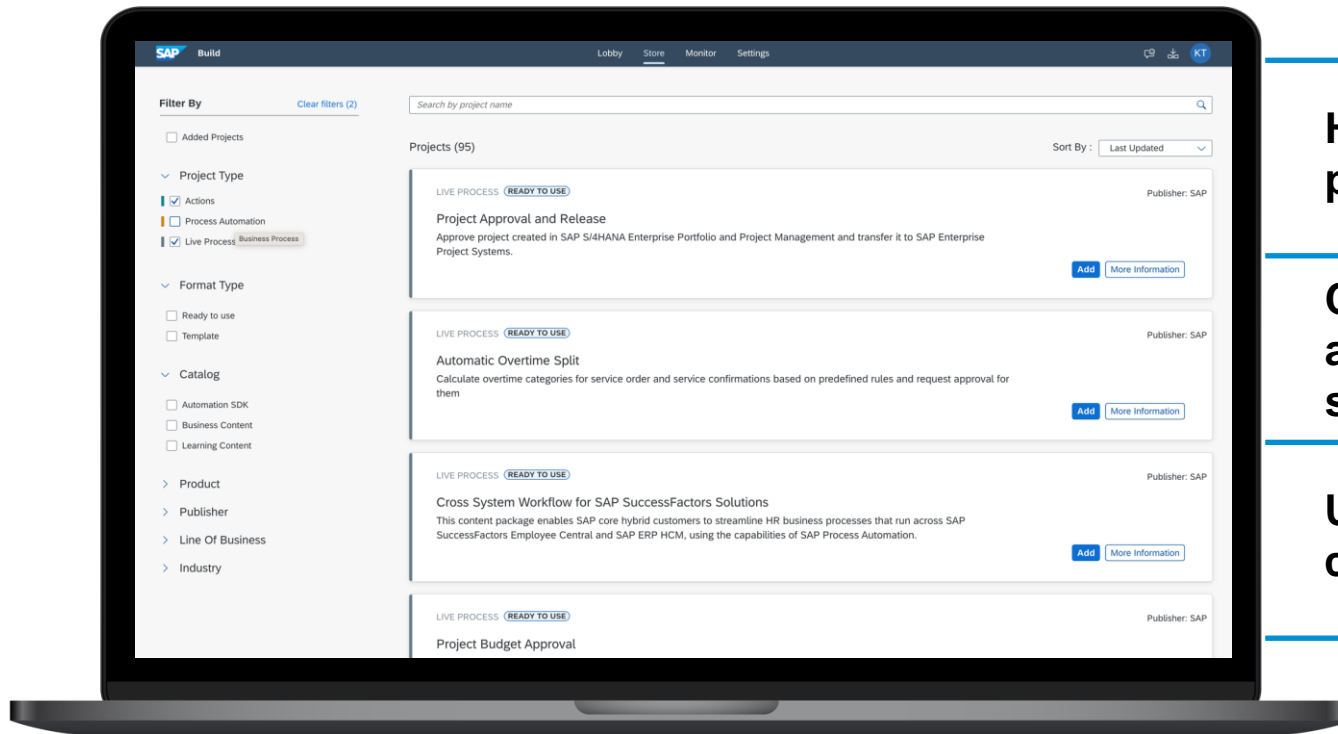 SAP Build
Lobby Store Monitor Settings
KT
Filter By
Clear filters (2)
Added Projects
Project Type
Actions
Process Automation
Live Process
Business Process
Format Type
Ready to use
Template
Catalog
Automation SDK
Business Content
Learning Content
Product
Publisher
Line Of Business
Industry
Search by project name
Projects (95)
Sort By : Last Updated
LIVE PROCESS READY TO USE
Publisher: SAP
Project Approval and Release
Approve project created in SAP S/4HANA Enterprise Portfolio and Project Management and transfer it to SAP Enterprise
Project Systems.
Add More Information
LIVE PROCESS READY TO USE
Publisher: SAP
Automatic Overtime Split
Calculate overtime categories for service order and service confirmations based on predefined rules and request approval for
them
Add More Information
LIVE PROCESS READY TO USE
Publisher: SAP
Cross System Workflow for SAP SuccessFactors Solutions
This content package enables SAP core hybrid customers to streamline HR business processes that run across SAP
SuccessFactors Employee Central and SAP ERP HCM, using the capabilities of SAP Process Automation.
Add More Information
LIVE PROCESS READY TO USE
Publisher: SAP
Project Budget Approval